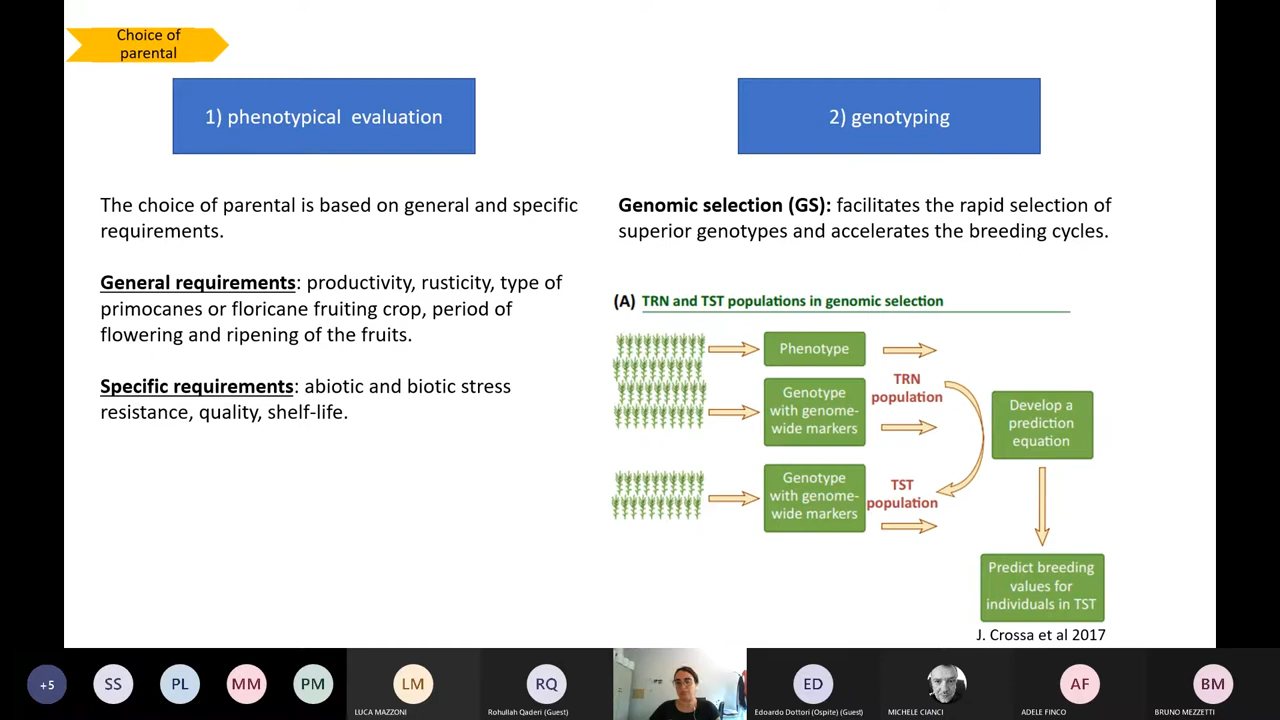 Choice of
parental
1) phenotypical evaluation
2) genotyping
The choice of parental is based on general and specific
requirements.
General requirements: productivity, rusticity, type of
primocanes or floricane fruiting crop, period of
flowering and ripening of the fruits.
Specific requirements: abiotic and biotic stress
resistance, quality, shelf-life.
Genomic selection (GS): facilitates the rapid selection of
superior genotypes and accelerates the breeding cycles.
(A) TRN and TST populations in genomic selection
Phenotype
Genotype
with genome-
wide markers
TRN
population
Develop a
prediction
equation
Genotype
with genome-
wide markers
TST
population
Predict breeding
values for
individuals in TST
J. Crossa et al 2017
+5
SS
PL
MM
PM
LM
LUCA MAZZONI
RQ
Rohullah Qaderi (Guest)
ED
Edoardo Dottori (Ospite) (Guest)
MICHELE CIANCI
AF
ADELE FINCO
BM
BRUNO MEZZETTI